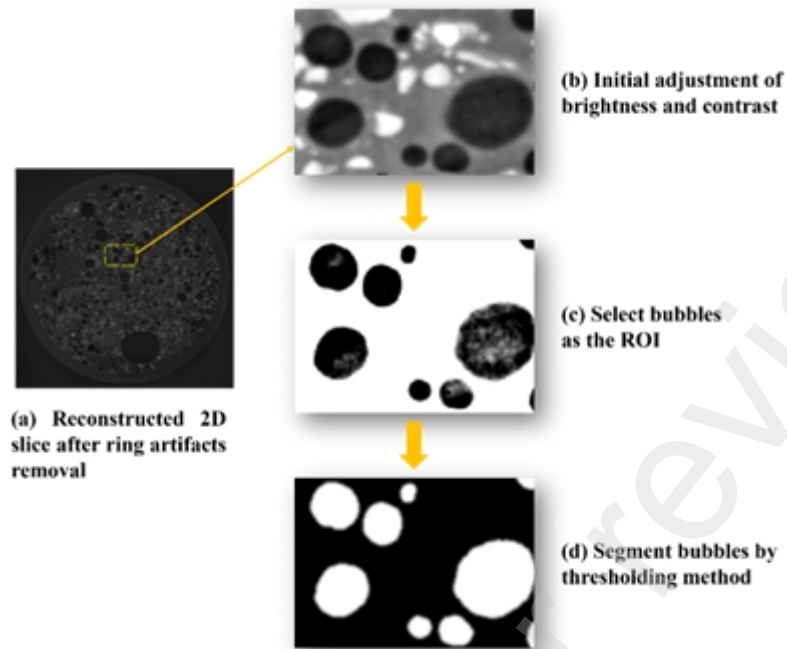 (b) Initial adjustment of
brightness and contrast
(c) Select bubbles
as the ROI
(a) Reconstructed 2D
slice after ring artifacts
removal
(d) Segment bubbles by
thresholding method
r review